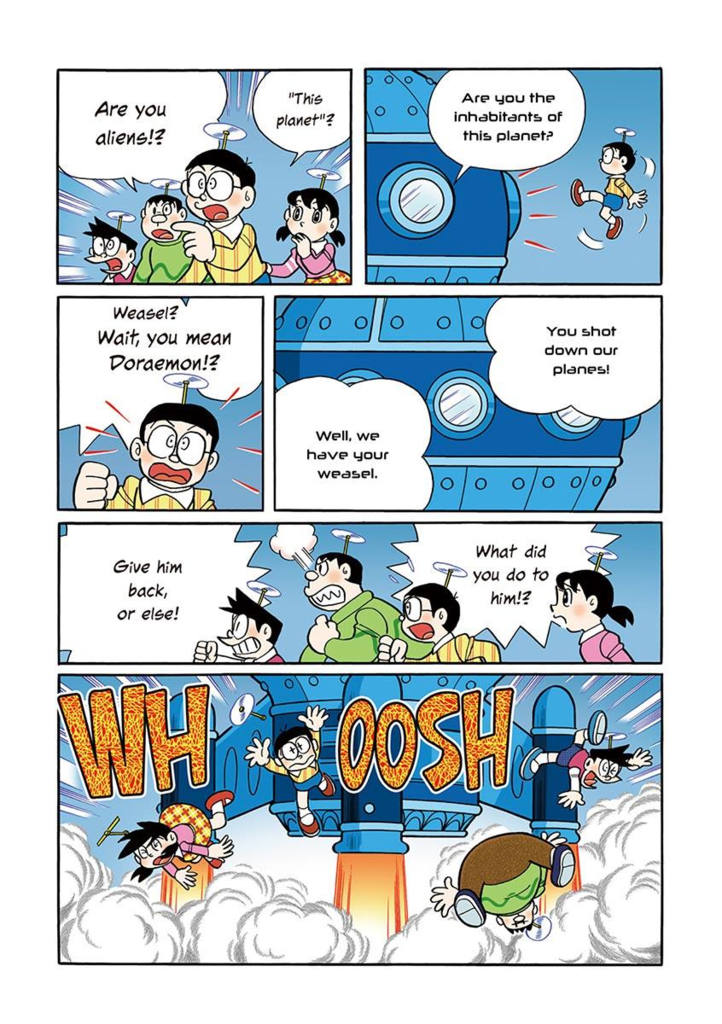 Are you the
inhabitants of
this planet?
"This
planet"?
Are you
aliens!?
You shot
down our
planes!
Well, we
have your
weasel.
Weasel?
Wait, you mean
Doraemon!?
What did
you do to
him!?
Give him
back,
or else!
WHOOSH